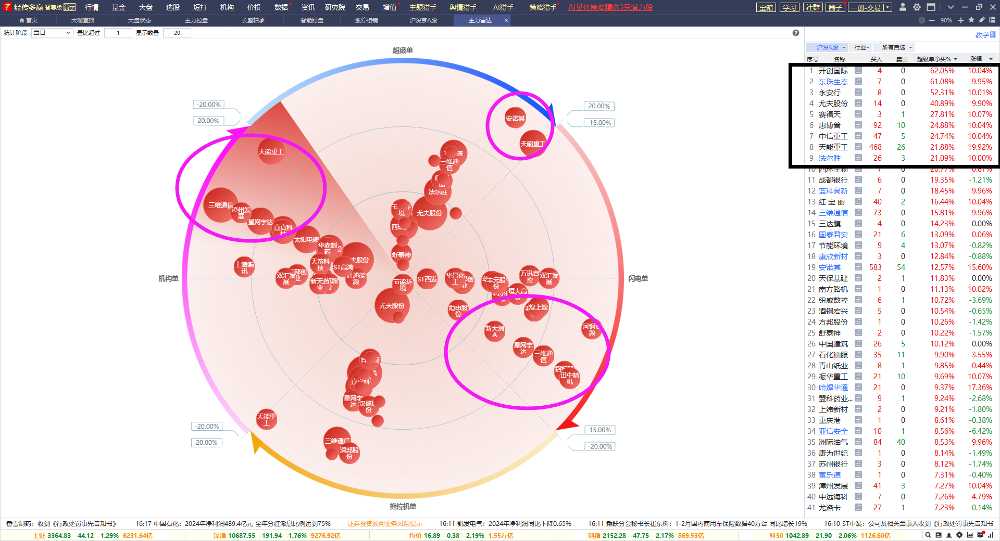 经传多赢 智尊版 演示 行情 基金 大盘 选股 短打 机构 价投 数据 资讯 研究院 交易 增值 主题猎手 舆情猎手 AI猎手 策略猎手 AI量化策略精选3只潜力股 宝箱 学习 社群 圈子 一创-交易
首页 大咖直播 大盘状态 主力控盘 长盛轴承 智能盯盘 涨停棱镜 沪深京A股 主力雷达 × 90%
统计阶段 当日 量比超过 1 显示数量 20
教学
超级单
-20.00%
20.00%
20.00%
-15.00%
安诺其
天能重工
天能重工
普
三维通信
法尔胜
尤夫股份
三维通信
漳州发展
星网宇达
直真科技
太阳电缆
华森制药
上海瀚讯
双汇发展
天箭科技
ST高鸿
夫股份
新天药业
舒泰神
节能环境
ST西发
华昌化工
丰元股份
万讯自控
双汇发展
恒大高新
机构单
闪电单
尤夫股份
炬申股份
煌上煌
新大洲A
星网宇达
三维通信
田中精机
星网宇达
天能重工
三维通信
润邦股份
-20.00%
20.00%
15.00%
-20.00%
拖拉机单
沪深A股 行业 所有自选
序号 名称 买入 卖出 超级单净买% 涨幅
1 开创国际 4 0 62.05% 10.04%
2 东珠生态 7 0 61.08% 9.95%
3 永安行 8 0 52.31% 10.01%
4 尤夫股份 14 0 40.89% 9.90%
5 赛福天 3 1 27.81% 10.07%
6 惠博普 92 10 24.88% 10.04%
7 中信重工 47 5 24.74% 10.04%
8 天能重工 468 26 21.88% 19.92%
9 法尔胜 26 3 21.09% 10.00%
10 四环生物 7 0 20.77% 0.87%
11 成都银行 6 0 19.35% -1.21%
12 蓝科高新 7 0 18.45% 9.96%
13 红 宝 丽 40 2 16.44% 10.04%
14 三维通信 73 0 15.81% 9.96%
15 三达膜 4 0 14.23% 0.00%
16 国泰君安 21 6 13.09% 0.06%
17 节能环境 9 4 13.07% -0.82%
18 康欣新材 3 0 12.84% -0.88%
19 安诺其 583 54 12.57% 15.60%
20 天保基建 2 1 11.83% 0.00%
21 南方路机 1 0 11.13% 10.02%
22 纽威数控 6 1 10.72% -3.69%
23 酒钢宏兴 5 0 10.54% -0.65%
24 方邦股份 1 0 10.26% -1.42%
25 舒泰神 2 0 10.22% -1.57%
26 中国建筑 26 5 10.12% 0.00%
27 石化油服 35 11 9.90% 3.55%
28 青山纸业 8 1 9.85% 0.44%
29 振华重工 21 10 9.69% 10.07%
30 哈焊华通 21 0 9.37% 17.36%
31 盟科药业... 9 1 9.24% -2.68%
32 上纬新材 2 0 9.21% -1.80%
33 重庆港 1 0 8.61% -0.38%
34 亚信安全 10 1 8.56% -6.42%
35 洲际油气 84 40 8.53% 9.96%
36 康为世纪 1 0 8.14% -1.49%
37 苏州银行 3 0 8.12% -1.74%
38 富乐德 1 0 7.31% -0.40%
39 漳州发展 41 3 7.27% 10.04%
40 中远海科 7 0 7.26% 4.79%
41 尤洛卡 27 1 7.23% -0.14%
香雪制药：收到《行政处罚事先告知书》 16:17 中国石化：2024年净利润489.4亿元 全年分红派息比例达到75% 证券投资顾问业务风险提示 16:11 凯发电气：2024年净利润同比下降0.65% 16:11 乘联分会秘书长崔东树：1-2月国内商用车保险数据40万台 同比增长19% 16:10 ST中装：公司及相关当事人收到《行政处罚事先告知书
上证 3364.83 -44.12 -1.29% 6231.64亿 深指 10687.55 -191.94 -1.76% 9276.92亿 均价 16.89 -0.38 -2.19% 1.55万亿 创指 2152.28 -47.75 -2.17% 869.53亿 科50 1042.89 -21.90 -2.06% 1126.60亿